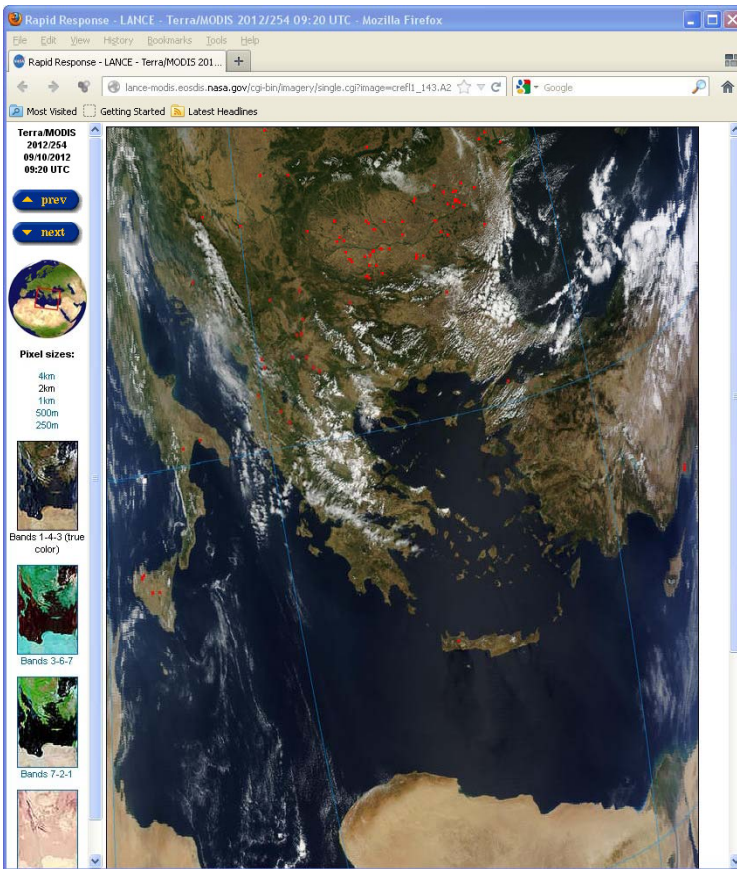 Rapid Response - LANCE - Terra/MODIS 2012/254 09:20 UTC - Mozilla Firefox
File Edit View History Bookmarks Tools Help
Rapid Response - LANCE - Terra/MODIS 201... +
lance-modis.eosdis.nasa.gov/cgi-bin/imagery/single.cgi?image=crefl1_143.A2
Google
Most Visited Getting Started Latest Headlines
Terra/MODIS
2012/254
09/10/2012
09:20 UTC
prev
next
Pixel sizes:
4km
2km
1km
500m
250m
Bands 1-4-3 (true
color)
Bands 3-6-7
Bands 7-2-1